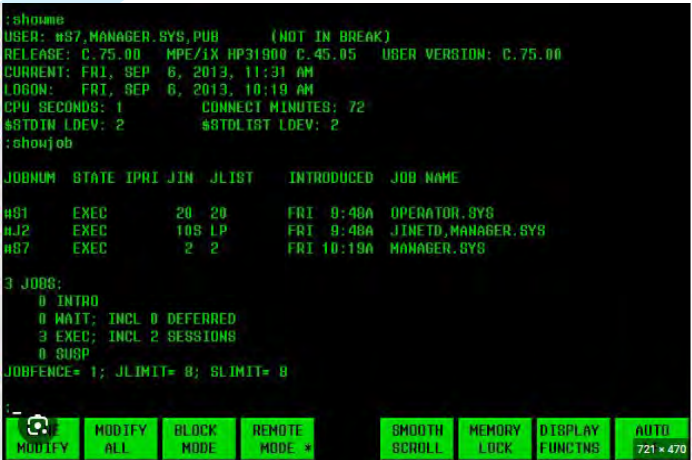 :showme
USER: #S7,MANAGER.SYS,PUB (NOT IN BREAK)
RELEASE: C.75.00 MPE/iX HP31900 C.45.05 USER VERSION: C.75.00
CURRENT: FRI, SEP 6, 2013, 11:31 AM
LOGON: FRI, SEP 6, 2013, 10:19 AM
CPU SECONDS: 1 CONNECT MINUTES: 72
$STDIN LDEV: 2 $STDLIST LDEV: 2
:showjob
JOBNUM STATE IPRI JIN JLIST INTRODUCED JOB NAME
#S1 EXEC 20 20 FRI 9:48A OPERATOR.SYS
#J2 EXEC 10S LP FRI 9:48A JINETD,MANAGER.SYS
#S7 EXEC 2 2 FRI 10:19A MANAGER.SYS
3 JOBS:
0 INTRO
0 WAIT; INCL 0 DEFERRED
3 EXEC; INCL 2 SESSIONS
0 SUSP
JOBFENCE= 1; JLIMIT= 8; SLIMIT= 8
:_
MODIFY BLOCK REMOTE SMOOTH MEMORY DISPLAY AUTO
MODIFY ALL MODE MODE * SCROLL LOCK FUNCTNS
721 × 470